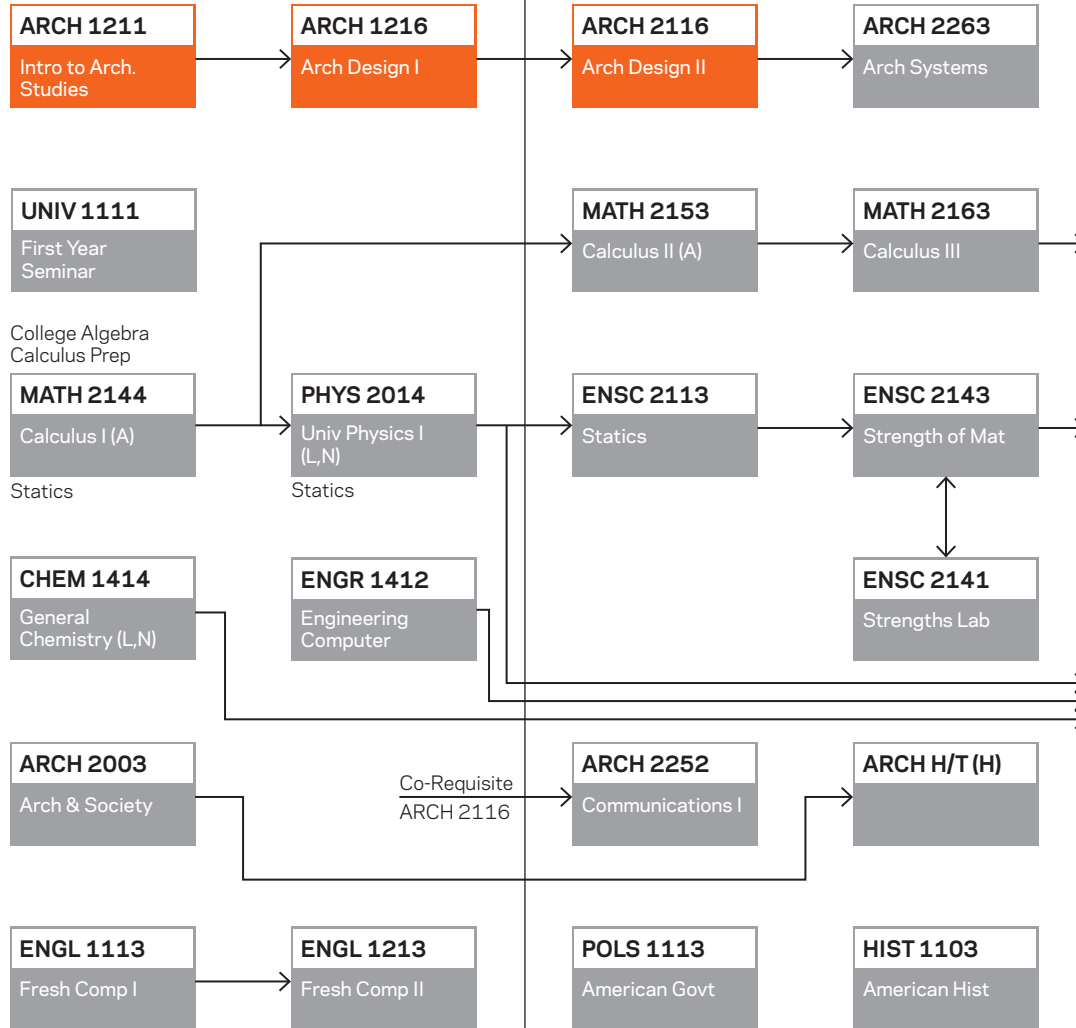 ARCH 1211
Intro to Arch.
Studies
ARCH 1216
Arch Design I
ARCH 2116
Arch Design II
ARCH 2263
Arch Systems
UNIV 1111
First Year
Seminar
MATH 2153
Calculus II (A)
MATH 2163
Calculus III
College Algebra
Calculus Prep
MATH 2144
Calculus I (A)
Statics
PHYS 2014
Univ Physics I
(L,N)
Statics
ENSC 2113
Statics
ENSC 2143
Strength of Mat
CHEM 1414
General
Chemistry (L,N)
ENGR 1412
Engineering
Computer
ENSC 2141
Strengths Lab
ARCH 2003
Arch & Society
Co-Requisite
ARCH 2116
ARCH 2252
Communications I
ARCH H/T (H)
ENGL 1113
Fresh Comp I
ENGL 1213
Fresh Comp II
POLS 1113
American Govt
HIST 1103
American Hist